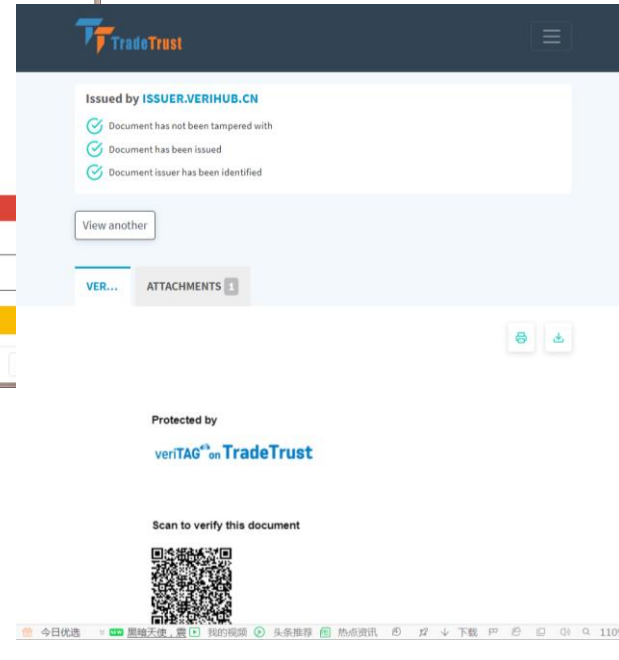 TradeTrust
Issued by ISSUER.VERIHUB.CN
Document has not been tampered with
Document has been issued
Document issuer has been identified
View another
VER...
ATTACHMENTS 1
Protected by
veriTAG on TradeTrust
Scan to verify this document
今日优选 NEW 黑暗天使，震 我的视频 头条推荐 热点资讯 下载 110%